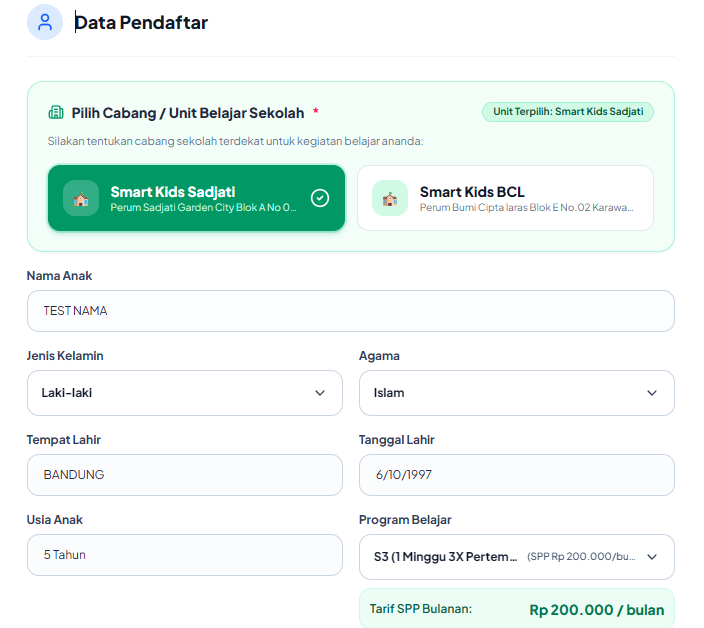 Data Pendaftar
Pilih Cabang / Unit Belajar Sekolah *
Unit Terpilih: Smart Kids Sadjati
Silakan tentukan cabang sekolah terdekat untuk kegiatan belajar ananda:
Smart Kids Sadjati
Perum Sadjati Garden City Blok A No 0...
Smart Kids BCL
Perum Bumi Cipta laras Blok E No.02 Karawa...
Nama Anak
TEST NAMA
Jenis Kelamin
Agama
Laki-laki
Islam
Tempat Lahir
Tanggal Lahir
BANDUNG
6/10/1997
Usia Anak
Program Belajar
5 Tahun
S3 (1 Minggu 3X Pertem... (SPP Rp 200.000/bu...
Tarif SPP Bulanan:
Rp 200.000 / bulan